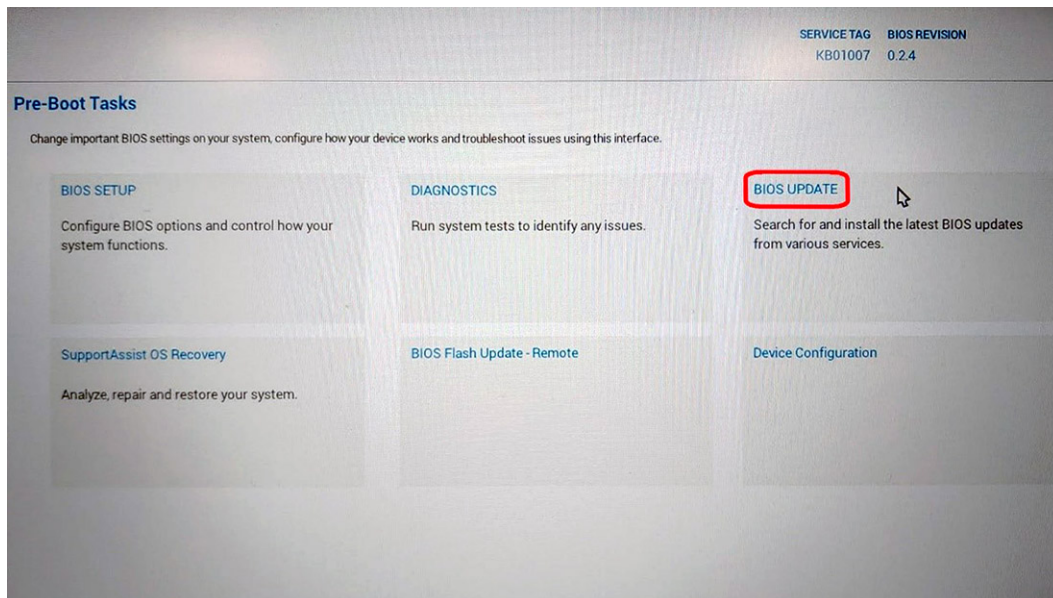 SERVICE TAG BIOS REVISION
KB01007 0.2.4
Pre-Boot Tasks
Change important BIOS settings on your system, configure how your device works and troubleshoot issues using this interface.
BIOS SETUP
Configure BIOS options and control how your
system functions.
DIAGNOSTICS
Run system tests to identify any issues.
BIOS UPDATE
Search for and install the latest BIOS updates
from various services.
SupportAssist OS Recovery
Analyze, repair and restore your system.
BIOS Flash Update - Remote
Device Configuration